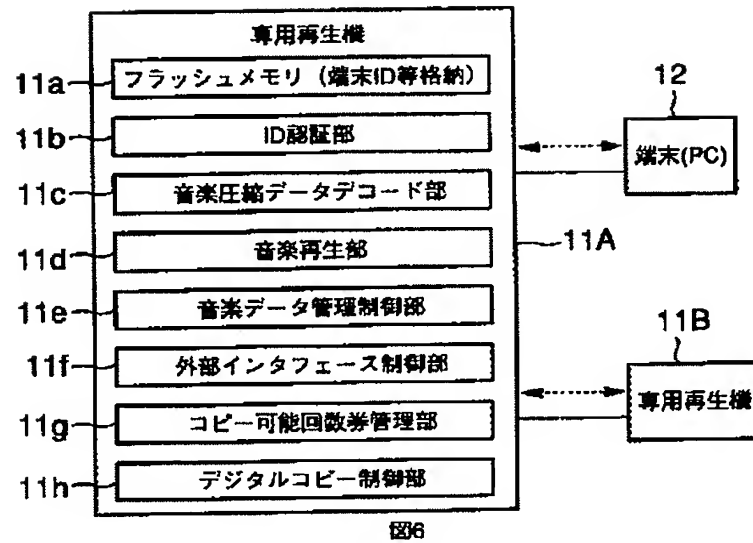 専用再生機
11a フラッシュメモリ（端末ID等格納）
11b ID認証部
11c 音楽圧縮データデコード部
11d 音楽再生部
11e 音楽データ管理制御部
11f 外部インタフェース制御部
11g コピー可能回数券管理部
11h デジタルコピー制御部
12
端末(PC)
11A
11B
専用再生機
図6